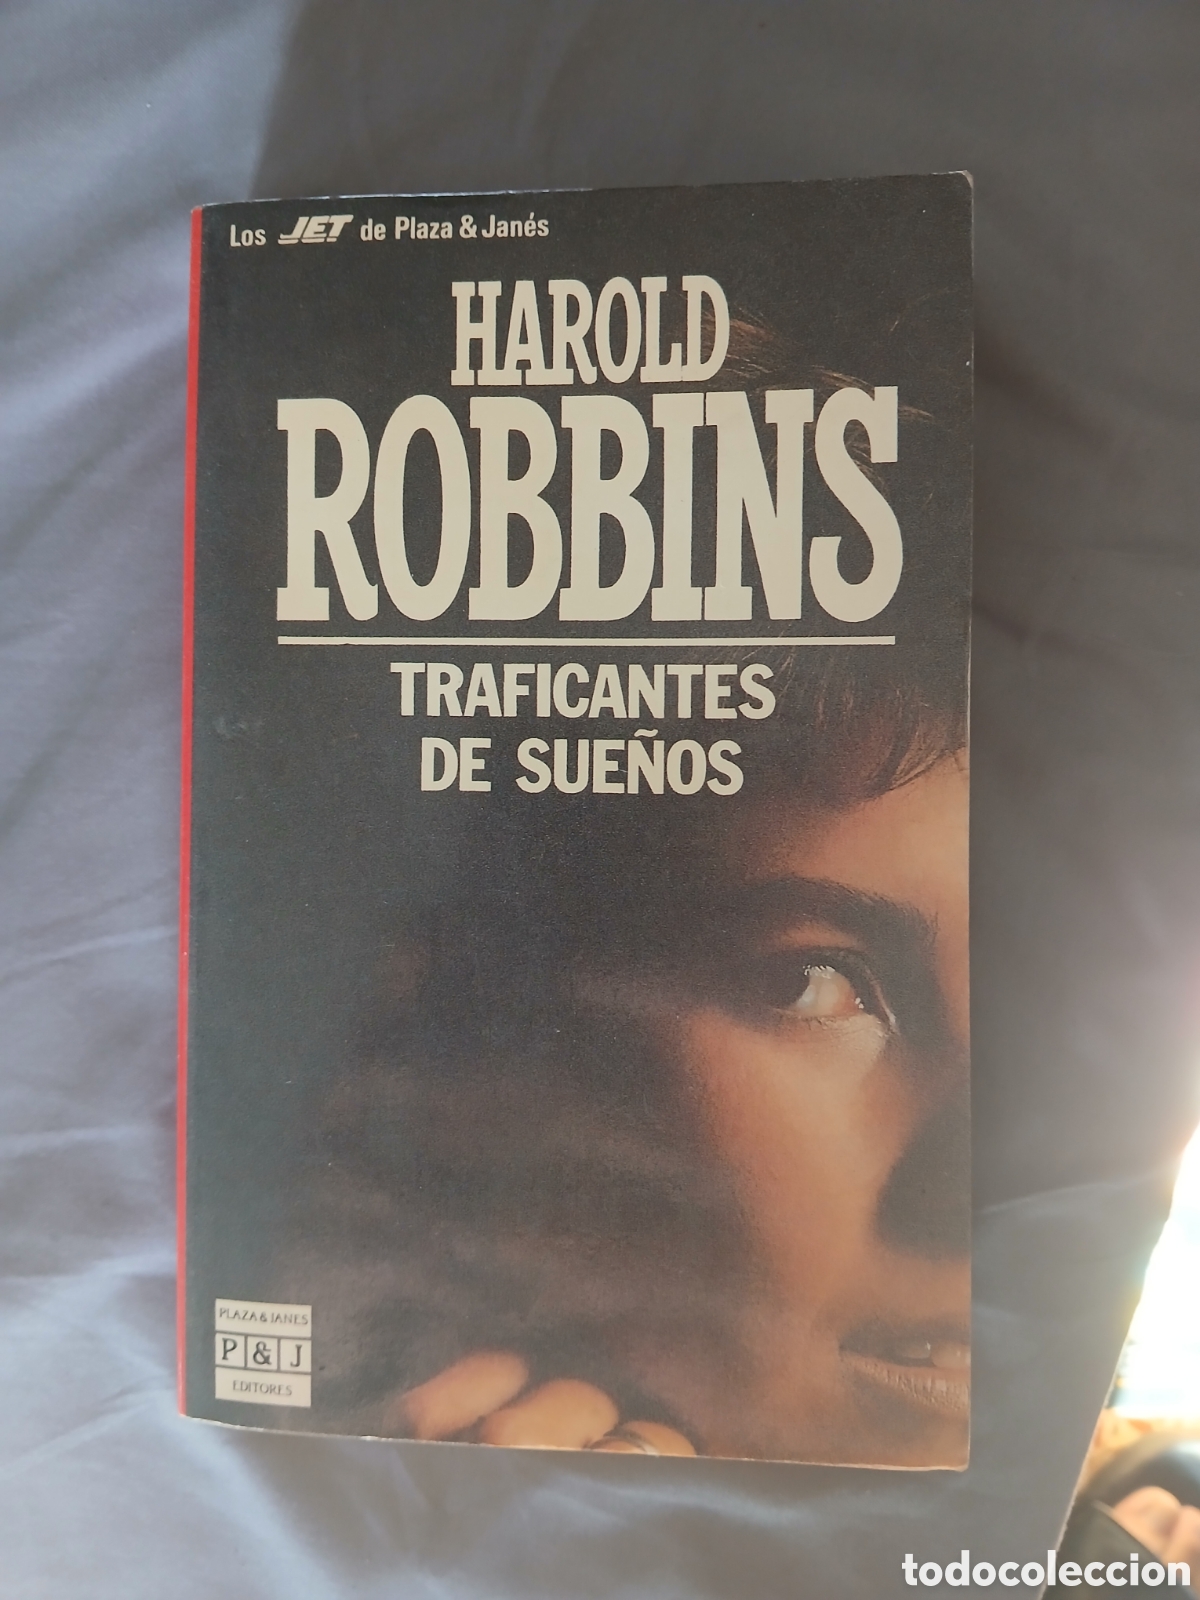 Los JET de Plaza & Janés
HAROLD
ROBBINS
TRAFICANTES
DE SUEÑOS
PLAZA & JANES
P & J
EDITORES
todocoleccion